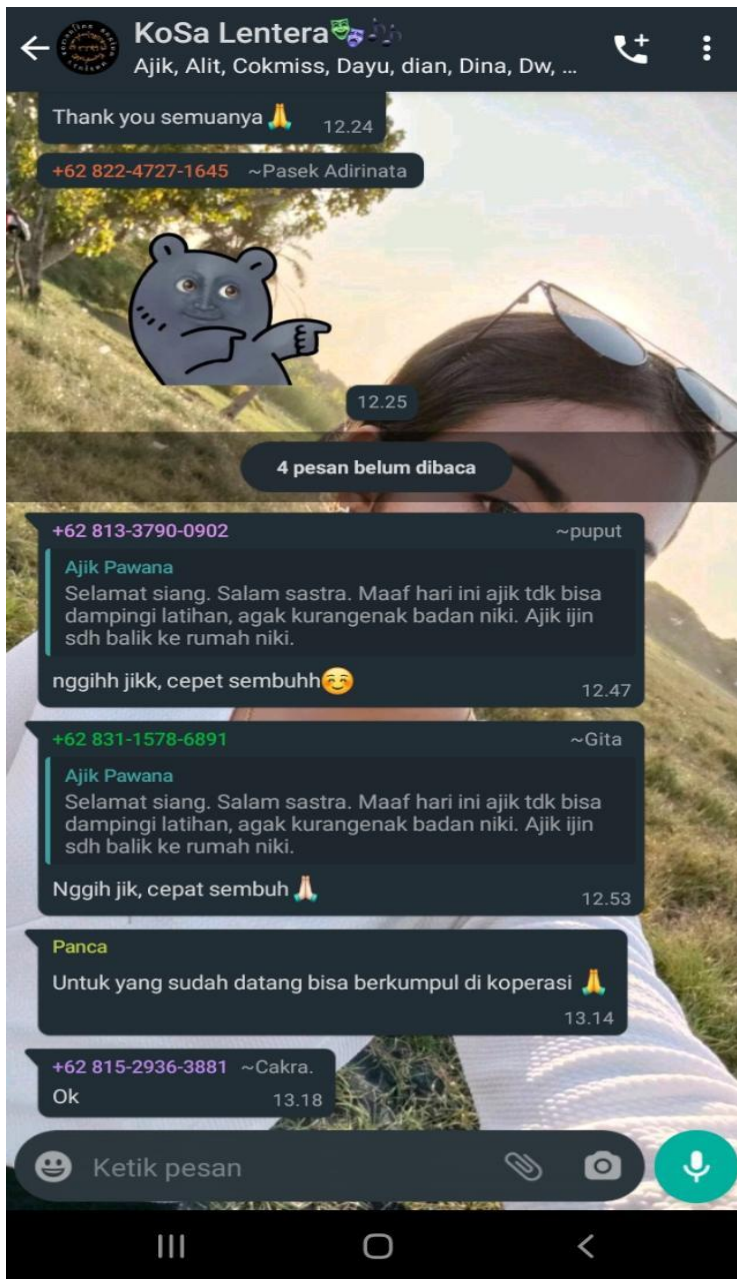 KoSa Lentera🎭🎶
Ajik, Alit, Cokmiss, Dayu, dian, Dina, Dw, ...
Thank you semuanya🙏 12.24
+62 822-4727-1645 ~Pasek Adirinata
12.25
4 pesan belum dibaca
+62 813-3790-0902 ~puput
Ajik Pawana
Selamat siang. Salam sastra. Maaf hari ini ajik tdk bisa
dampingi latihan, agak kurangenak badan niki. Ajik ijin
sdh balik ke rumah niki.
nggihh jikk, cepet sembuhh☺️ 12.47
+62 831-1578-6891 ~Gita
Ajik Pawana
Selamat siang. Salam sastra. Maaf hari ini ajik tdk bisa
dampingi latihan, agak kurangenak badan niki. Ajik ijin
sdh balik ke rumah niki.
Nggih jik, cepat sembuh🙏🏻 12.53
Panca
Untuk yang sudah datang bisa berkumpul di koperasi 🙏
13.14
+62 815-2936-3881 ~Cakra.
Ok 13.18
Ketik pesan